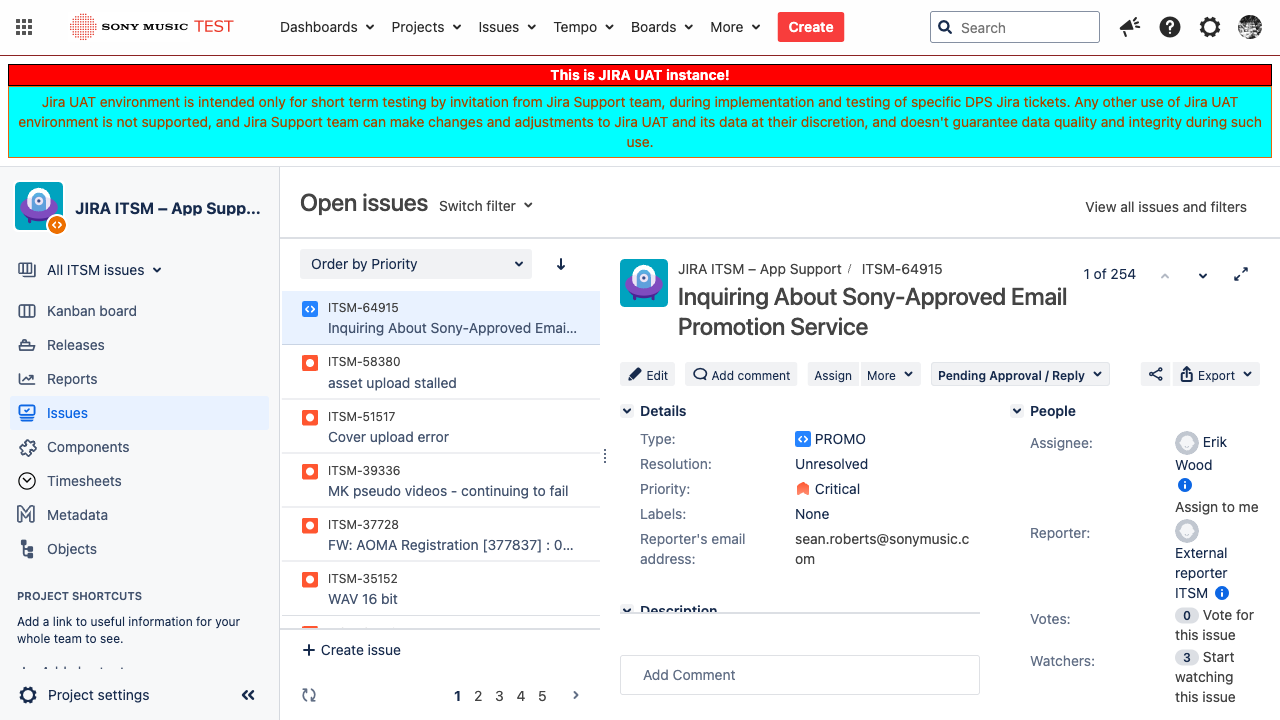 SONY MUSIC TEST
Dashboards Projects Issues Tempo Boards More Create Search
This is JIRA UAT instance!
Jira UAT environment is intended only for short term testing by invitation from Jira Support team, during implementation and testing of specific DPS Jira tickets. Any other use of Jira UAT
environment is not supported, and Jira Support team can make changes and adjustments to Jira UAT and its data at their discretion, and doesn't guarantee data quality and integrity during such
use.
JIRA ITSM – App Supp...
All ITSM issues
Kanban board
Releases
Reports
Issues
Components
Timesheets
Metadata
Objects
PROJECT SHORTCUTS
Add a link to useful information for your
whole team to see.
Project settings
Open issues Switch filter
View all issues and filters
Order by Priority
ITSM-64915
Inquiring About Sony-Approved Emai...
ITSM-58380
asset upload stalled
ITSM-51517
Cover upload error
ITSM-39336
MK pseudo videos - continuing to fail
ITSM-37728
FW: AOMA Registration [377837] : 0...
ITSM-35152
WAV 16 bit
Create issue
1 2 3 4 5
JIRA ITSM – App Support / ITSM-64915
1 of 254
Inquiring About Sony-Approved Email
Promotion Service
Edit Add comment Assign More Pending Approval / Reply Export
Details
Type: PROMO
Resolution: Unresolved
Priority: Critical
Labels: None
Reporter's email sean.roberts@sonymusic.c
address: om
Description
Add Comment
People
Assignee: Erik
Wood
Assign to me
Reporter:
External
reporter
ITSM
Votes: 0 Vote for
this issue
Watchers: 3 Start
watching
this issue